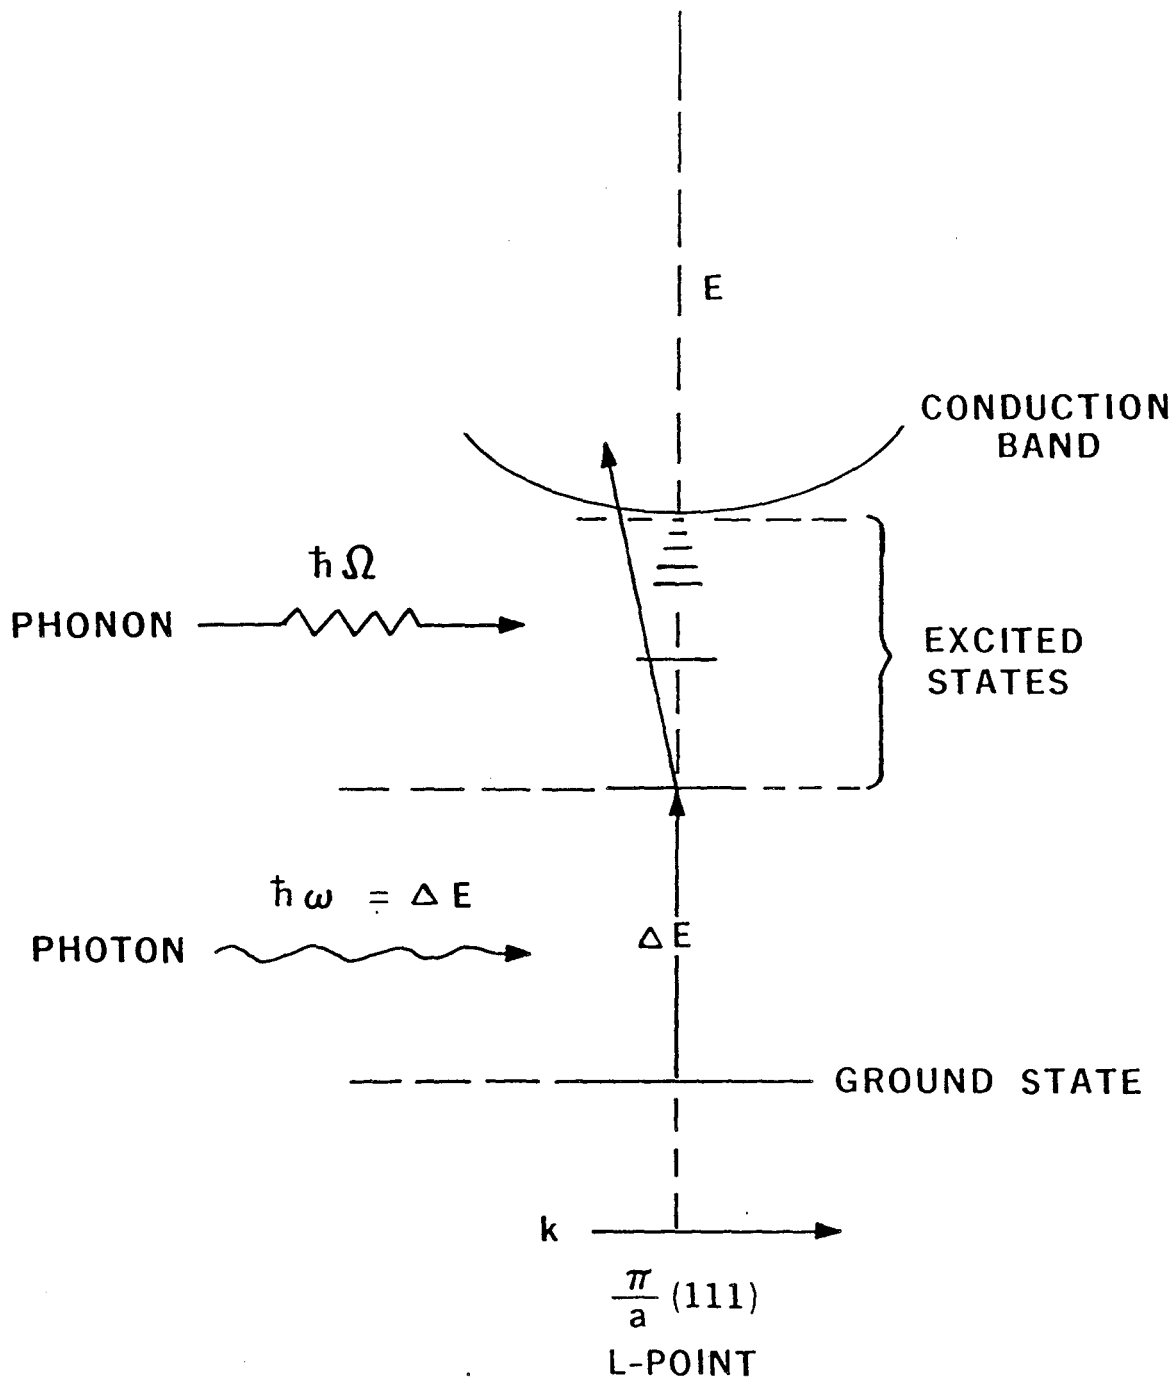 E
CONDUCTION
BAND
ħΩ
PHONON
EXCITED
STATES
ħω = ΔE
PHOTON
ΔE
GROUND STATE
k
π/a (111)
L-POINT